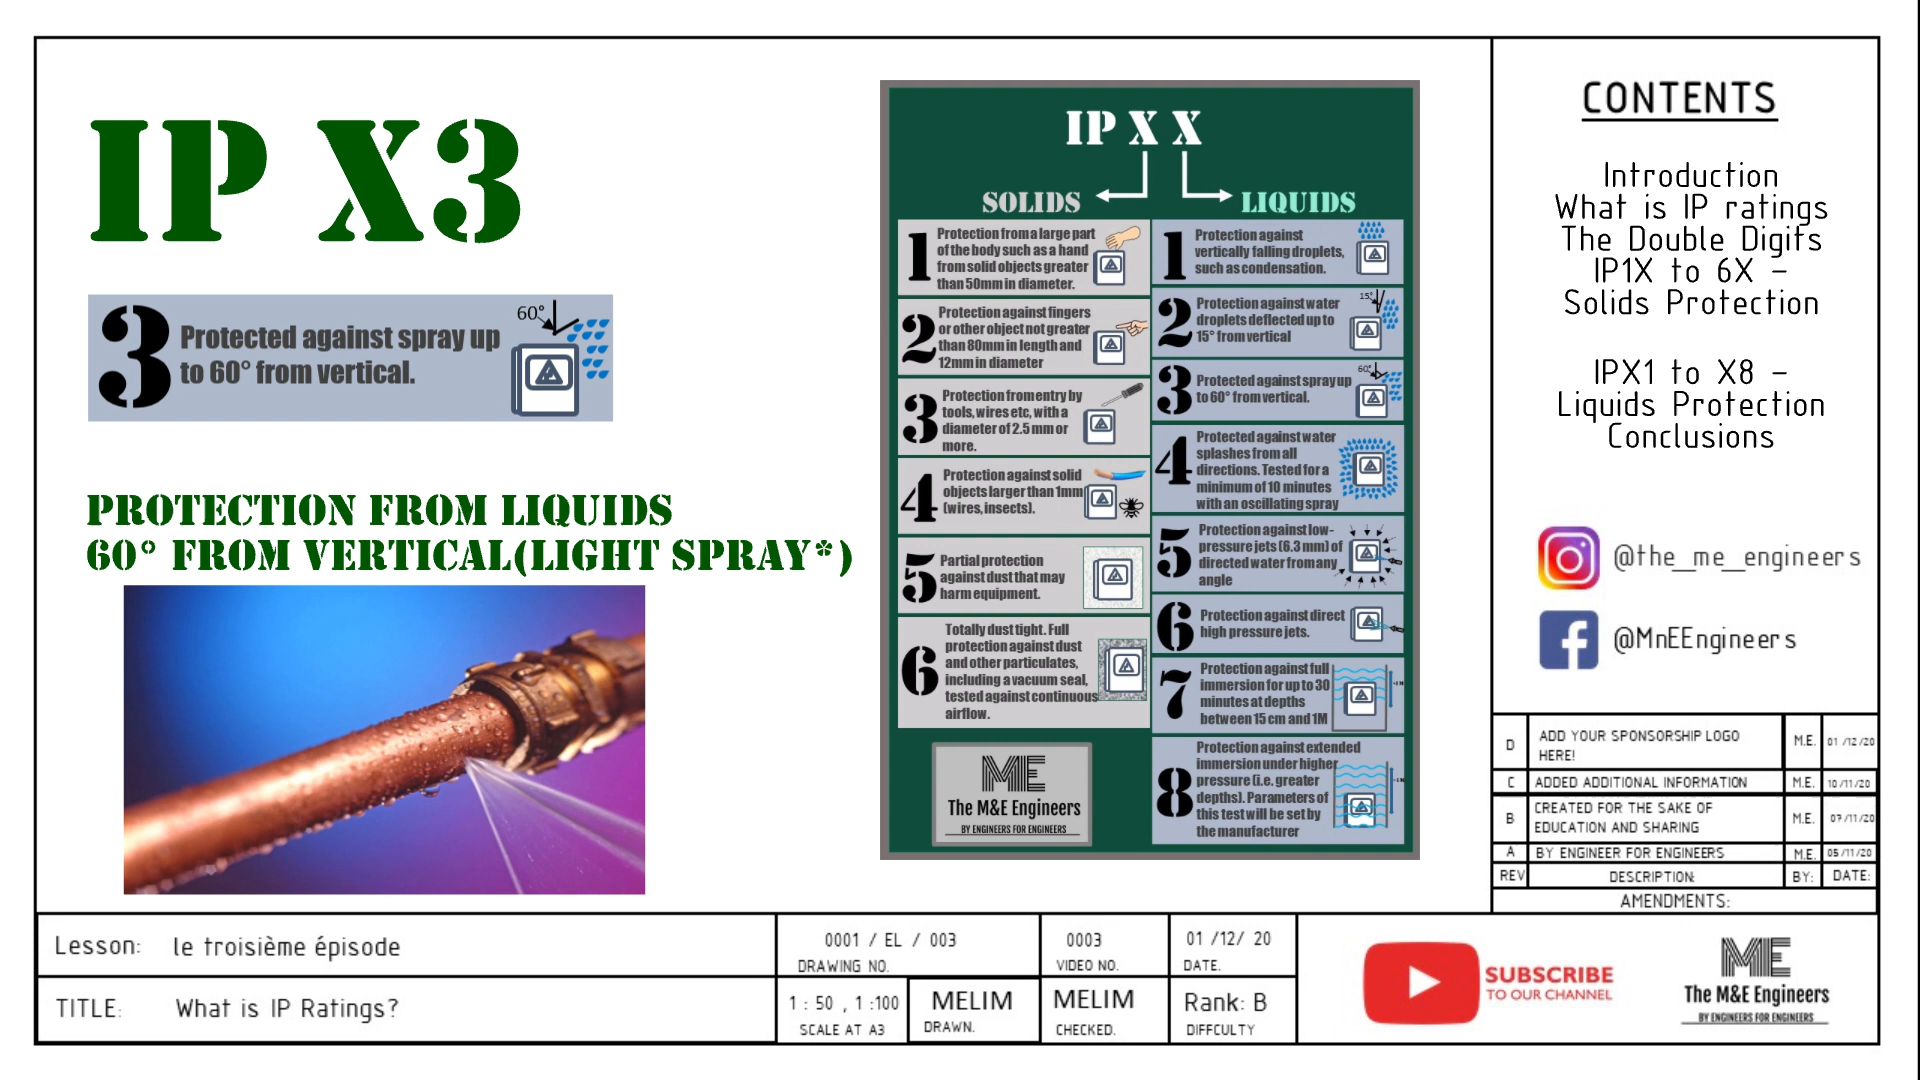 IP X3
3 Protected against spray up
to 60° from vertical.
60°
PROTECTION FROM LIQUIDS
60° FROM VERTICAL(LIGHT SPRAY*)
IP X X
SOLIDS
LIQUIDS
1 Protection from a large part
of the body such as a hand
from solid objects greater
than 50mm in diameter.
2 Protection against fingers
or other object not greater
than 80mm in length and
12mm in diameter
3 Protection from entry by
tools, wires etc, with a
diameter of 2.5 mm or
more.
4 Protection against solid
objects larger than 1mm
(wires, insects).
5 Partial protection
against dust that may
harm equipment.
6 Totally dust tight. Full
protection against dust
and other particulates,
including a vacuum seal,
tested against continuous
airflow.
1 Protection against
vertically falling droplets,
such as condensation.
2 Protection against water
droplets deflected up to
15° from vertical
15°
3 Protected against spray up
to 60° from vertical.
60°
4 Protected against water
splashes from all
directions. Tested for a
minimum of 10 minutes
with an oscillating spray
5 Protection against low-
pressure jets (6.3 mm) of
directed water from any
angle
6 Protection against direct
high pressure jets.
7 Protection against full
immersion for up to 30
minutes at depths
between 15 cm and 1M
8 Protection against extended
immersion under higher
pressure (i.e. greater
depths). Parameters of
this test will be set by
the manufacturer
ME
The M&E Engineers
BY ENGINEERS FOR ENGINEERS
CONTENTS
Introduction
What is IP ratings
The Double Digits
IP1X to 6X -
Solids Protection
IPX1 to X8 -
Liquids Protection
Conclusions
@the_me_engineers
@MnEEngineers
D ADD YOUR SPONSORSHIP LOGO
HERE! M.E. 01 /12 /20
C ADDED ADDITIONAL INFORMATION M.E. 10 /11 /20
B CREATED FOR THE SAKE OF
EDUCATION AND SHARING M.E. 07 /11 /20
A BY ENGINEER FOR ENGINEERS M.E. 05 /11 /20
REV DESCRIPTION: BY: DATE:
AMENDMENTS:
Lesson: le troisième épisode
TITLE: What is IP Ratings?
0001 / EL / 003
DRAWING NO.
0003
VIDEO NO.
01 /12/ 20
DATE.
1 : 50 , 1 :100
SCALE AT A3
MELIM
DRAWN.
MELIM
CHECKED.
Rank: B
DIFFCULTY
SUBSCRIBE
TO OUR CHANNEL
ME
The M&E Engineers
BY ENGINEERS FOR ENGINEERS